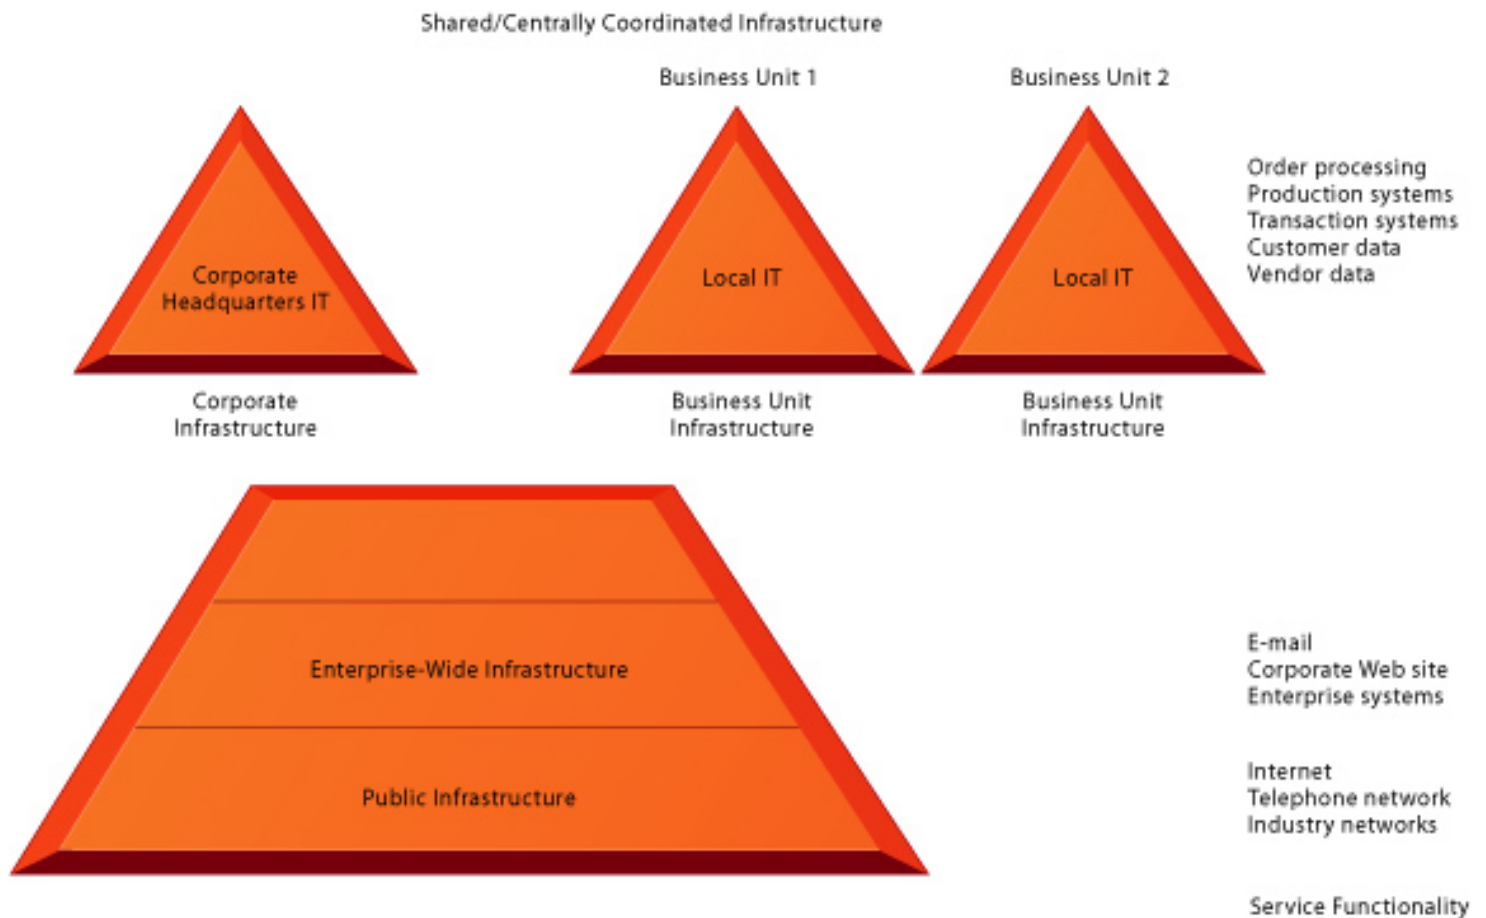 Shared/Centrally Coordinated Infrastructure
Business Unit 1
Business Unit 2
Corporate
Headquarters IT
Local IT
Local IT
Order processing
Production systems
Transaction systems
Customer data
Vendor data
Corporate
Infrastructure
Business Unit
Infrastructure
Business Unit
Infrastructure
Enterprise-Wide Infrastructure
E-mail
Corporate Web site
Enterprise systems
Public Infrastructure
Internet
Telephone network
Industry networks
Service Functionality